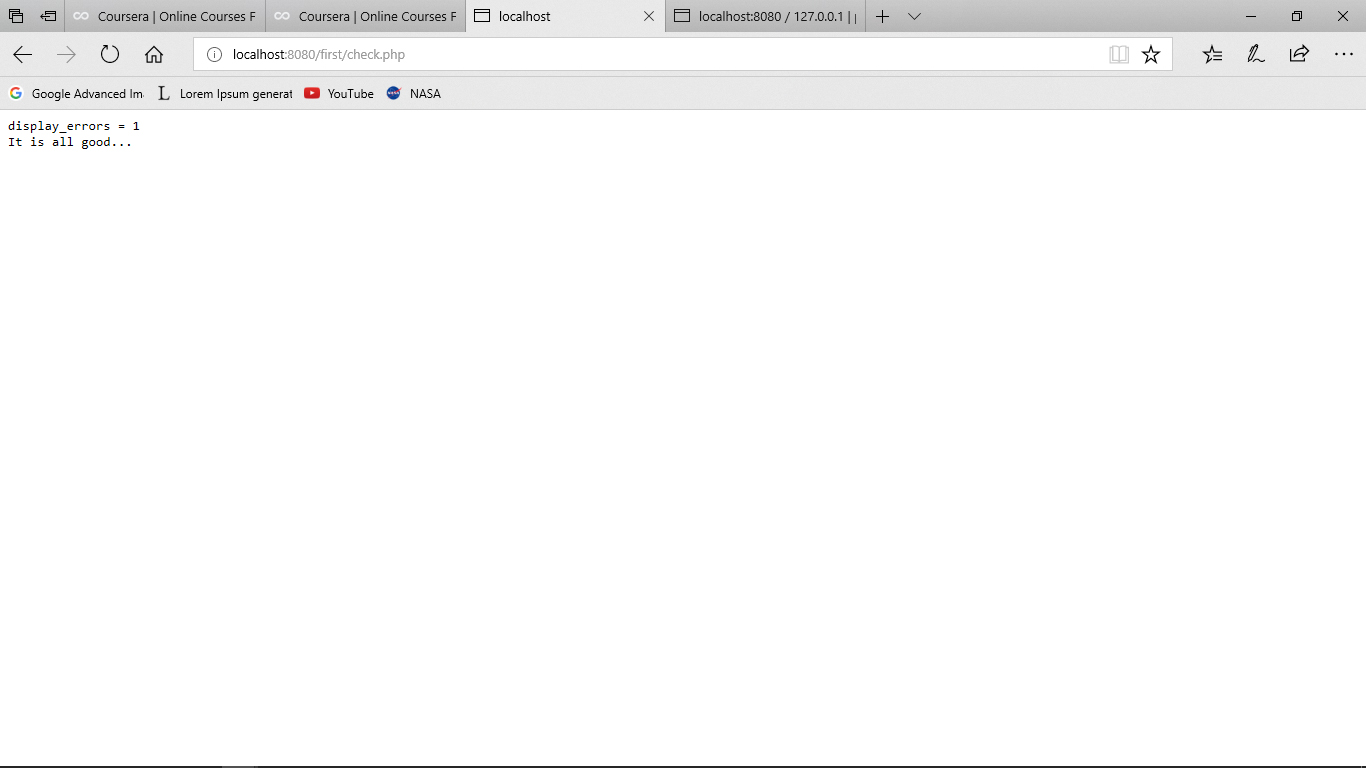 Coursera | Online Courses F
Coursera | Online Courses F
localhost
localhost:8080 / 127.0.0.1 | p
localhost:8080/first/check.php
Google Advanced Im
L Lorem Ipsum generat
YouTube
NASA
display_errors = 1
It is all good...